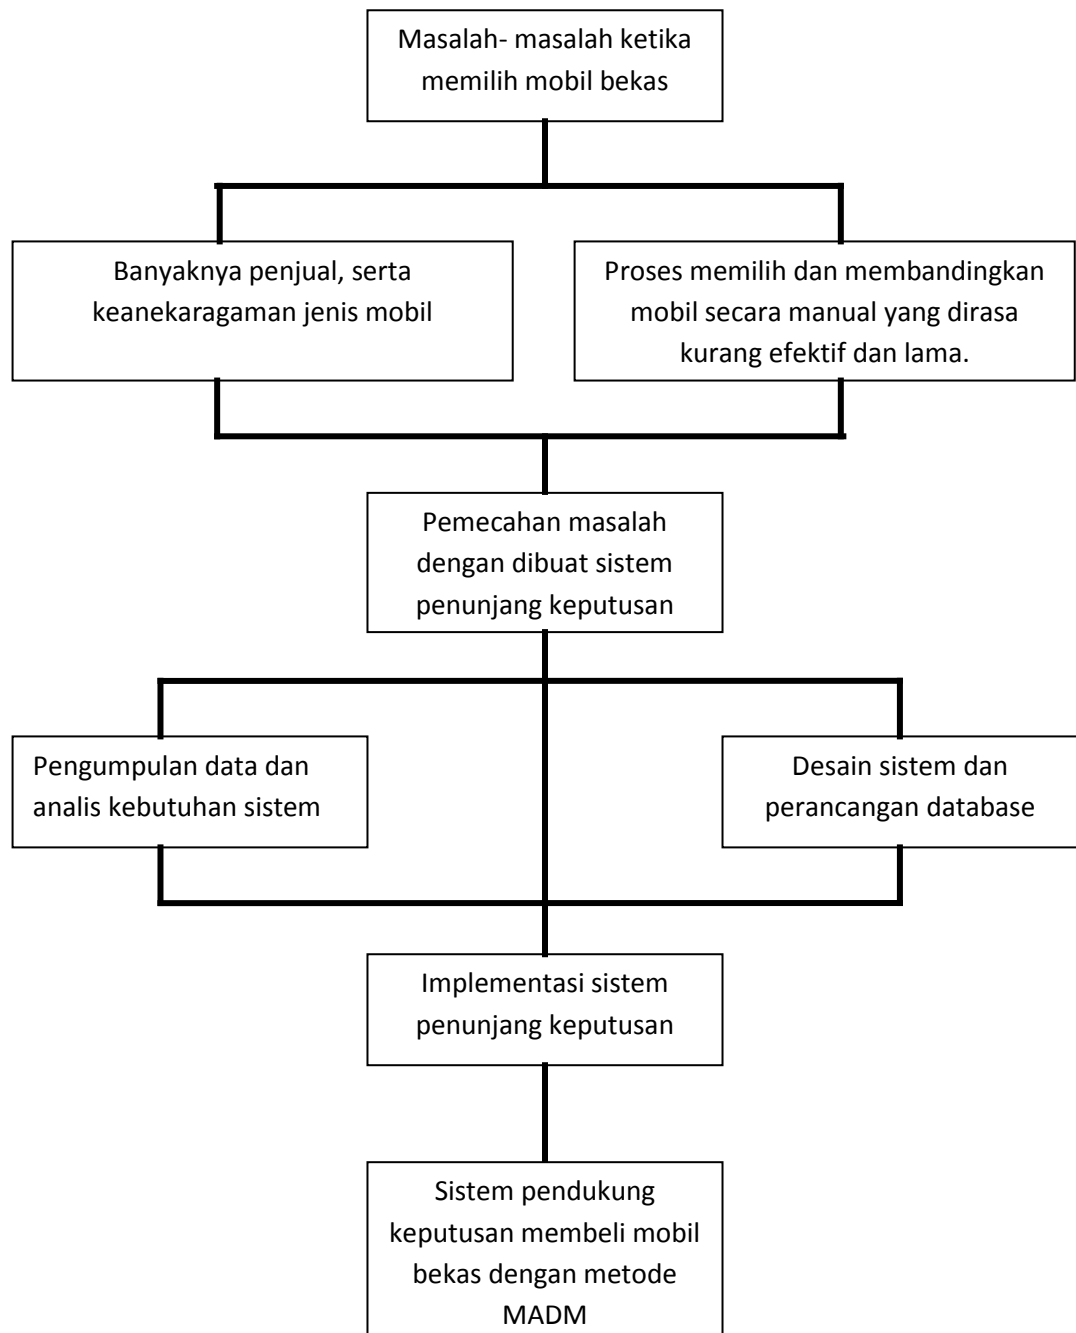 Masalah- masalah ketika
memilih mobil bekas
Banyaknya penjual, serta
keanekaragaman jenis mobil
Proses memilih dan membandingkan
mobil secara manual yang dirasa
kurang efektif dan lama.
Pemecahan masalah
dengan dibuat sistem
penunjang keputusan
Pengumpulan data dan
analis kebutuhan sistem
Desain sistem dan
perancangan database
Implementasi sistem
penunjang keputusan
Sistem pendukung
keputusan membeli mobil
bekas dengan metode
MADM